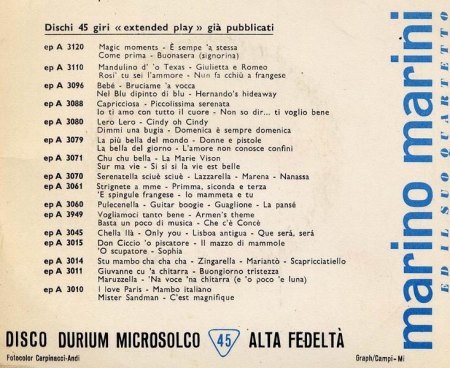 Dischi 45 giri «extended play» già pubblicati
ep A 3120 Magic moments - È sempe 'a stessa
Come prima - Buonasera (signorina)
ep A 3110 Mandulino d' 'o Texas - Giulietta e Romeo
Rosi' tu sei l'ammore - Nun fa cchiù a frangese
ep A 3096 Bebé - Bruciame 'a vocca
Nel Blu dipinto di blu - Hernando's hideaway
ep A 3088 Capricciosa - Piccolissima serenata
Io ti amo con tutto il cuore - Non so dir... ti voglio bene
ep A 3080 Lero Lero - Cindy oh Cindy
Dimmi una bugia - Domenica è sempre domenica
ep A 3079 La più bella del mondo - Donne e pistole
La bella del giorno - L'amore non conosce confini
ep A 3071 Chu chu bella - La Marie Vison
Sur ma vie - Si si si la vie est belle
ep A 3070 Serenatella sciuè sciuè - Lazzarella - Marena - Nanassa
ep A 3061 Strignete a mme - Primma, siconda e terza
'E spingule frangese - Io mammeta e tu
ep A 3060 Pulecenella - Guitar boogie - Guaglione - La pansé
ep A 3949 Vogliamoci tanto bene - Armen's theme
Basta un poco di musica - Che c'è Concè
ep A 3045 Chella llà - Only you - Lisboa antigua - Que será, será
ep A 3015 Don Ciccio 'o piscatore - Il mazzo di mammole
'O scupatore - Sophia
ep A 3014 Stu mambo cha cha cha - Zingarella - Mariantò - Scapricciatiello
ep A 3011 Giuvanne cu 'a chitarra - Buongiorno tristezza
Maruzzella - 'Na voce 'na chitarra (e 'o poco 'e luna)
ep A 3010 I love Paris - Mambo italiano
Mister Sandman - C'est magnifique
marino marini
ED IL SUO QUARTETTO
DISCO DURIUM MICROSOLCO 45 ALTA FEDELTÀ
Fotocolor Carpinacci-Andi
Graph/Campi - Mi